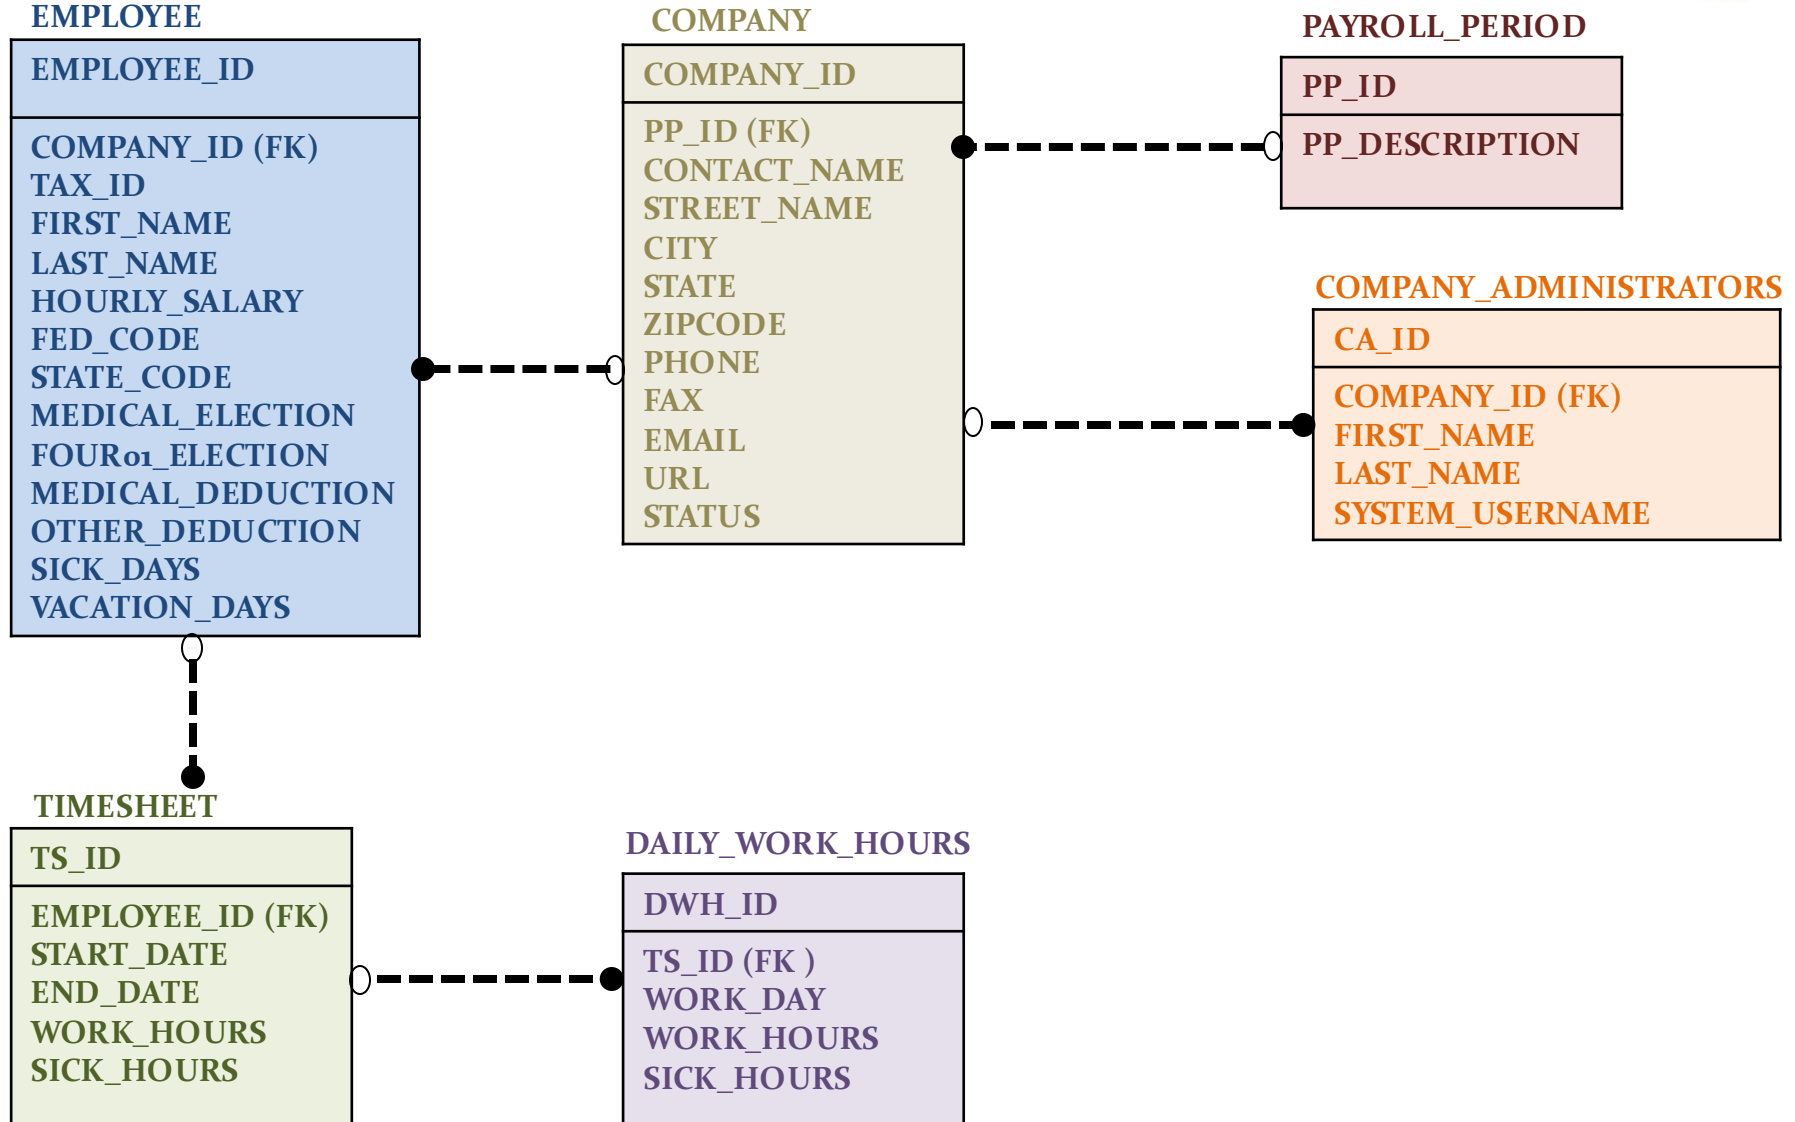 EMPLOYEE
EMPLOYEE_ID
COMPANY_ID (FK)
TAX_ID
FIRST_NAME
LAST_NAME
HOURLY_SALARY
FED_CODE
STATE_CODE
MEDICAL_ELECTION
FOUR01_ELECTION
MEDICAL_DEDUCTION
OTHER_DEDUCTION
SICK_DAYS
VACATION_DAYS
COMPANY
COMPANY_ID
PP_ID (FK)
CONTACT_NAME
STREET_NAME
CITY
STATE
ZIPCODE
PHONE
FAX
EMAIL
URL
STATUS
PAYROLL_PERIOD
PP_ID
PP_DESCRIPTION
COMPANY_ADMINISTRATORS
CA_ID
COMPANY_ID (FK)
FIRST_NAME
LAST_NAME
SYSTEM_USERNAME
TIMESHEET
TS_ID
EMPLOYEE_ID (FK)
START_DATE
END_DATE
WORK_HOURS
SICK_HOURS
DAILY_WORK_HOURS
DWH_ID
TS_ID (FK )
WORK_DAY
WORK_HOURS
SICK_HOURS